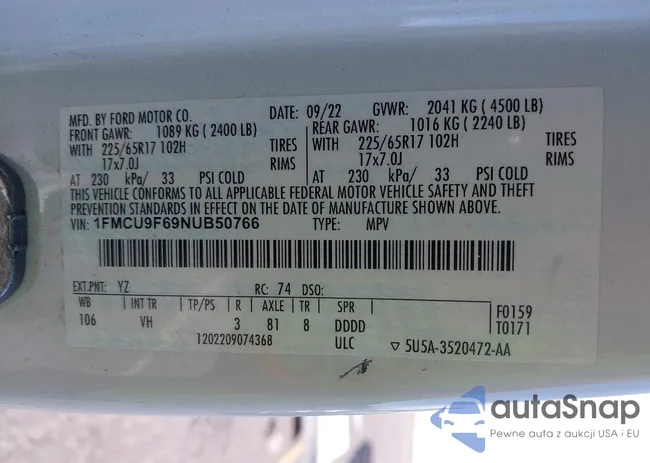 MFD. BY FORD MOTOR CO. DATE: 09/22 GVWR: 2041 KG ( 4500 LB)
FRONT GAWR: 1089 KG ( 2400 LB) REAR GAWR: 1016 KG ( 2240 LB)
WITH 225/65R17 102H TIRES WITH 225/65R17 102H TIRES
17x7.0J RIMS 17x7.0J RIMS
AT 230 kPa/ 33 PSI COLD AT 230 kPa/ 33 PSI COLD
THIS VEHICLE CONFORMS TO ALL APPLICABLE FEDERAL MOTOR VEHICLE SAFETY AND THEFT
PREVENTION STANDARDS IN EFFECT ON THE DATE OF MANUFACTURE SHOWN ABOVE.
VIN: 1FMCU9F69NUB50766 TYPE: MPV
EXT.PNT: YZ RC: 74 DSO:
WB INT TR TP/PS R AXLE TR SPR F0159
106 VH 3 81 8 DDDD T0171
1202209074368 ULC ▽ 5U5A-3520472-AA
autaSnap
Pewne auta z aukcji USA i EU